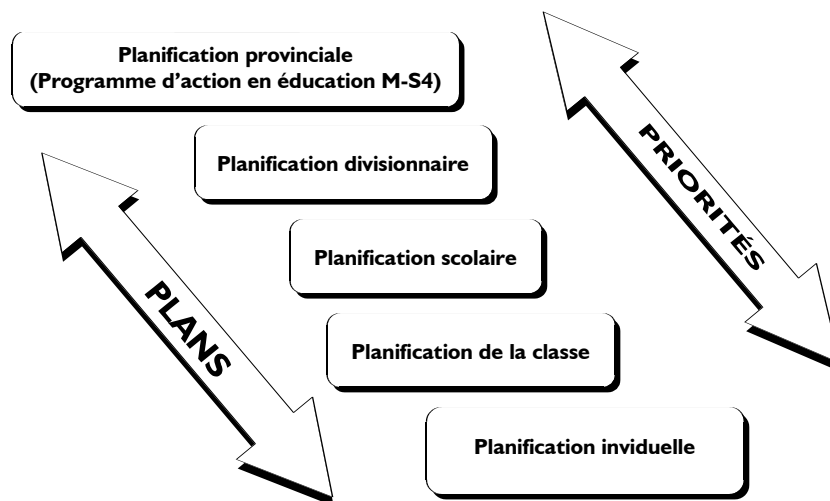 Planification provinciale
(Programme d'action en éducation M-S4)
Planification divisionnaire
PRIORITÉS
Planification scolaire
PLANS
Planification de la classe
Planification inviduelle